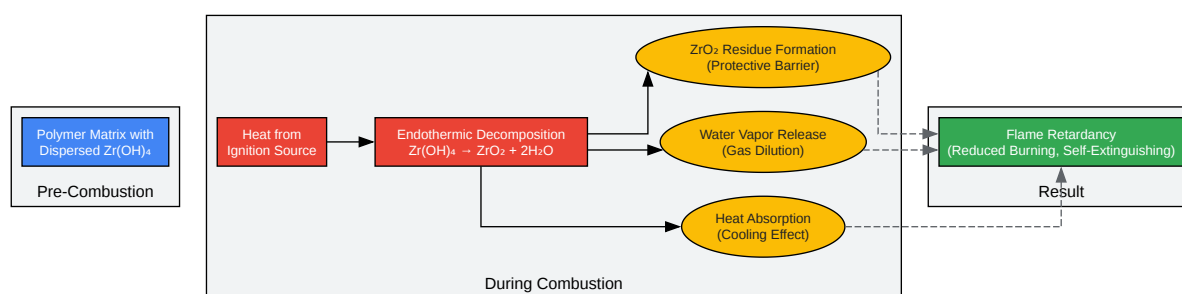 Polymer Matrix with
Dispersed Zr(OH)₄
Pre-Combustion
Heat from
Ignition Source
Endothermic Decomposition
Zr(OH)₄ → ZrO₂ + 2H₂O
ZrO₂ Residue Formation
(Protective Barrier)
Water Vapor Release
(Gas Dilution)
Heat Absorption
(Cooling Effect)
During Combustion
Flame Retardancy
(Reduced Burning, Self-Extinguishing)
Result